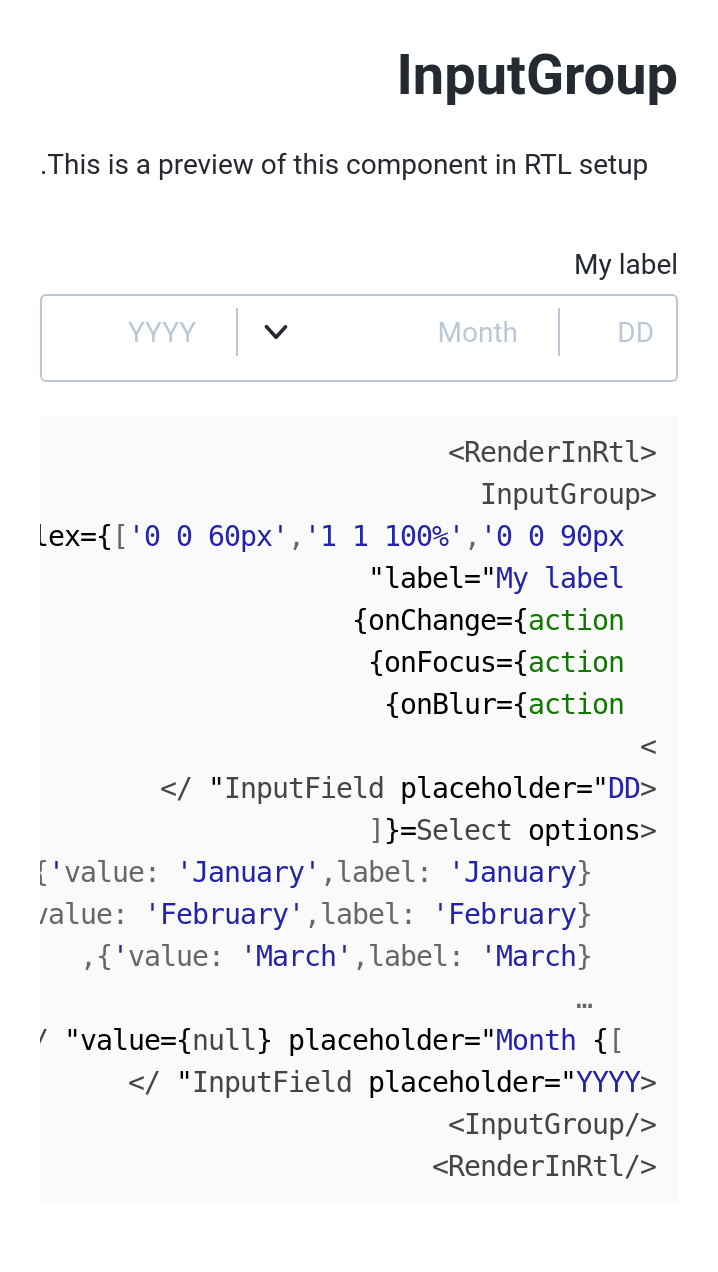 InputGroup
.This is a preview of this component in RTL setup
My label
DD Month YYYY
<RenderInRtl>
InputGroup>
lex={['0 0 60px','1 1 100%','0 0 90px
"label="My label
{onChange={action
{onFocus={action
{onBlur={action
<
</ "InputField placeholder="DD>
]}=Select options>
{'value: 'January',label: 'January}
value: 'February',label: 'February}
,{'value: 'March',label: 'March}
…
/ "value={null} placeholder="Month {[
</ "InputField placeholder="YYYY>
<InputGroup/>
<RenderInRtl/>